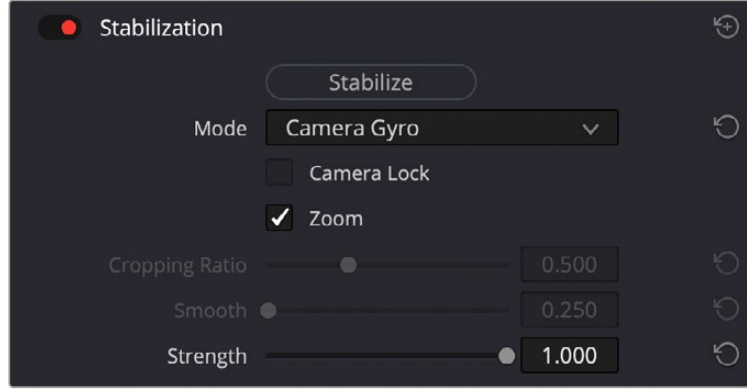 Stabilization
Stabilize
Mode Camera Gyro
Camera Lock
Zoom
Cropping Ratio 0.500
Smooth 0.250
Strength 1.000